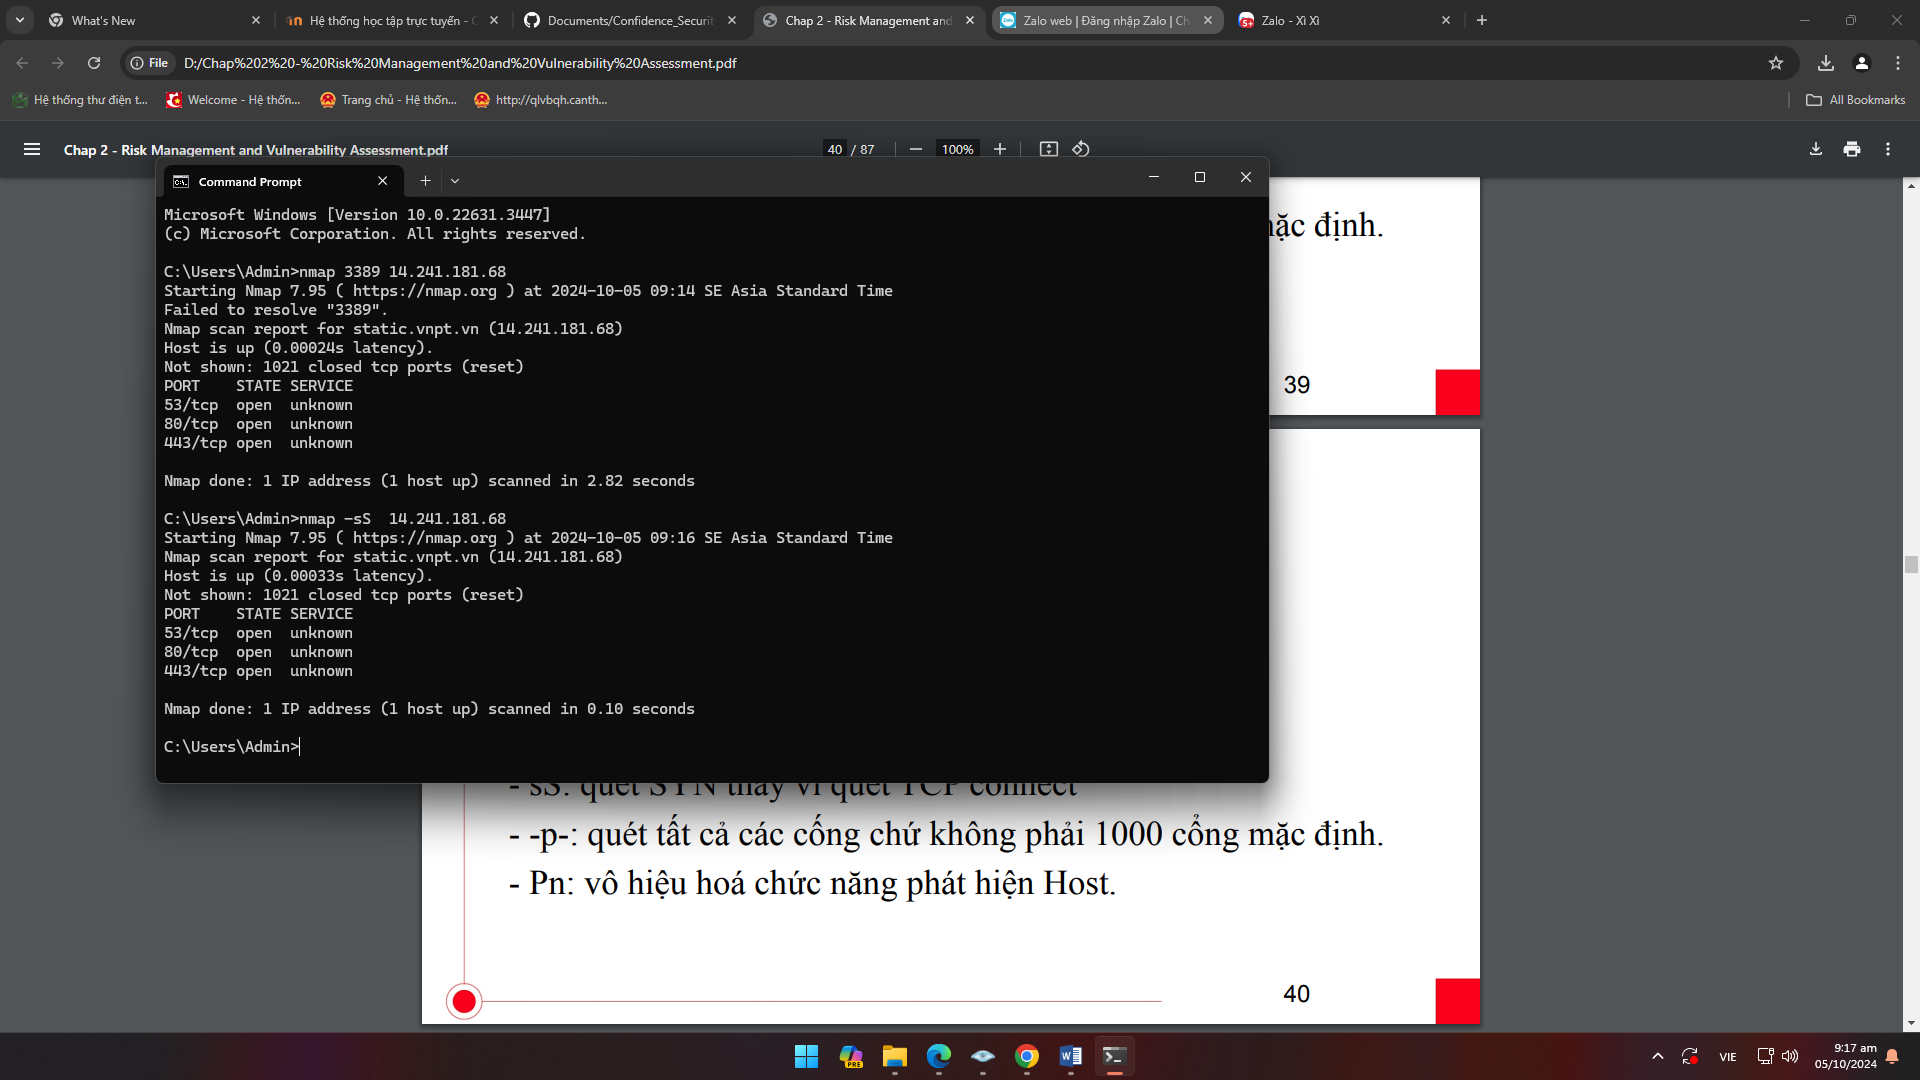 What's New
Hệ thống học tập trực tuyến - C
Documents/Confidence_Securit
Chap 2 - Risk Management and
Zalo web | Đăng nhập Zalo | Ch
Zalo - Xì Xì
File
D:/Chap%202%20-%20Risk%20Management%20and%20Vulnerability%20Assessment.pdf
Hệ thống thư điện t...
Welcome - Hệ thốn...
Trang chủ - Hệ thốn...
http://qlvbqh.canth...
All Bookmarks
Chap 2 - Risk Management and Vulnerability Assessment.pdf
40 / 87
100%
Command Prompt
Microsoft Windows [Version 10.0.22631.3447]
(c) Microsoft Corporation. All rights reserved.
C:\Users\Admin>nmap 3389 14.241.181.68
Starting Nmap 7.95 ( https://nmap.org ) at 2024-10-05 09:14 SE Asia Standard Time
Failed to resolve "3389".
Nmap scan report for static.vnpt.vn (14.241.181.68)
Host is up (0.00024s latency).
Not shown: 1021 closed tcp ports (reset)
PORT    STATE SERVICE
53/tcp  open  unknown
80/tcp  open  unknown
443/tcp open  unknown
Nmap done: 1 IP address (1 host up) scanned in 2.82 seconds
C:\Users\Admin>nmap -sS  14.241.181.68
Starting Nmap 7.95 ( https://nmap.org ) at 2024-10-05 09:16 SE Asia Standard Time
Nmap scan report for static.vnpt.vn (14.241.181.68)
Host is up (0.00033s latency).
Not shown: 1021 closed tcp ports (reset)
PORT    STATE SERVICE
53/tcp  open  unknown
80/tcp  open  unknown
443/tcp open  unknown
Nmap done: 1 IP address (1 host up) scanned in 0.10 seconds
C:\Users\Admin>
mặc định.
39
- sS: quét SYN thay vì quét TCP connect
- -p-: quét tất cả các cổng chứ không phải 1000 cổng mặc định.
- Pn: vô hiệu hoá chức năng phát hiện Host.
40
PRE
VIE
9:17 am
05/10/2024